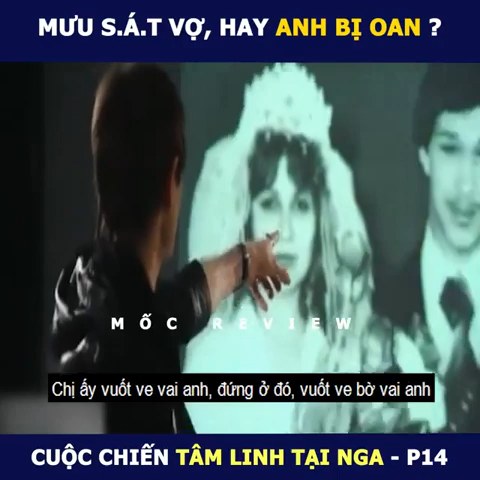 MƯU S.Á.T VỢ, HAY ANH BỊ OAN ?
MỐC REVIEW
Chị ấy vuốt ve vai anh, đứng ở đó, vuốt ve bờ vai anh
CUỘC CHIẾN TÂM LINH TẠI NGA - P14